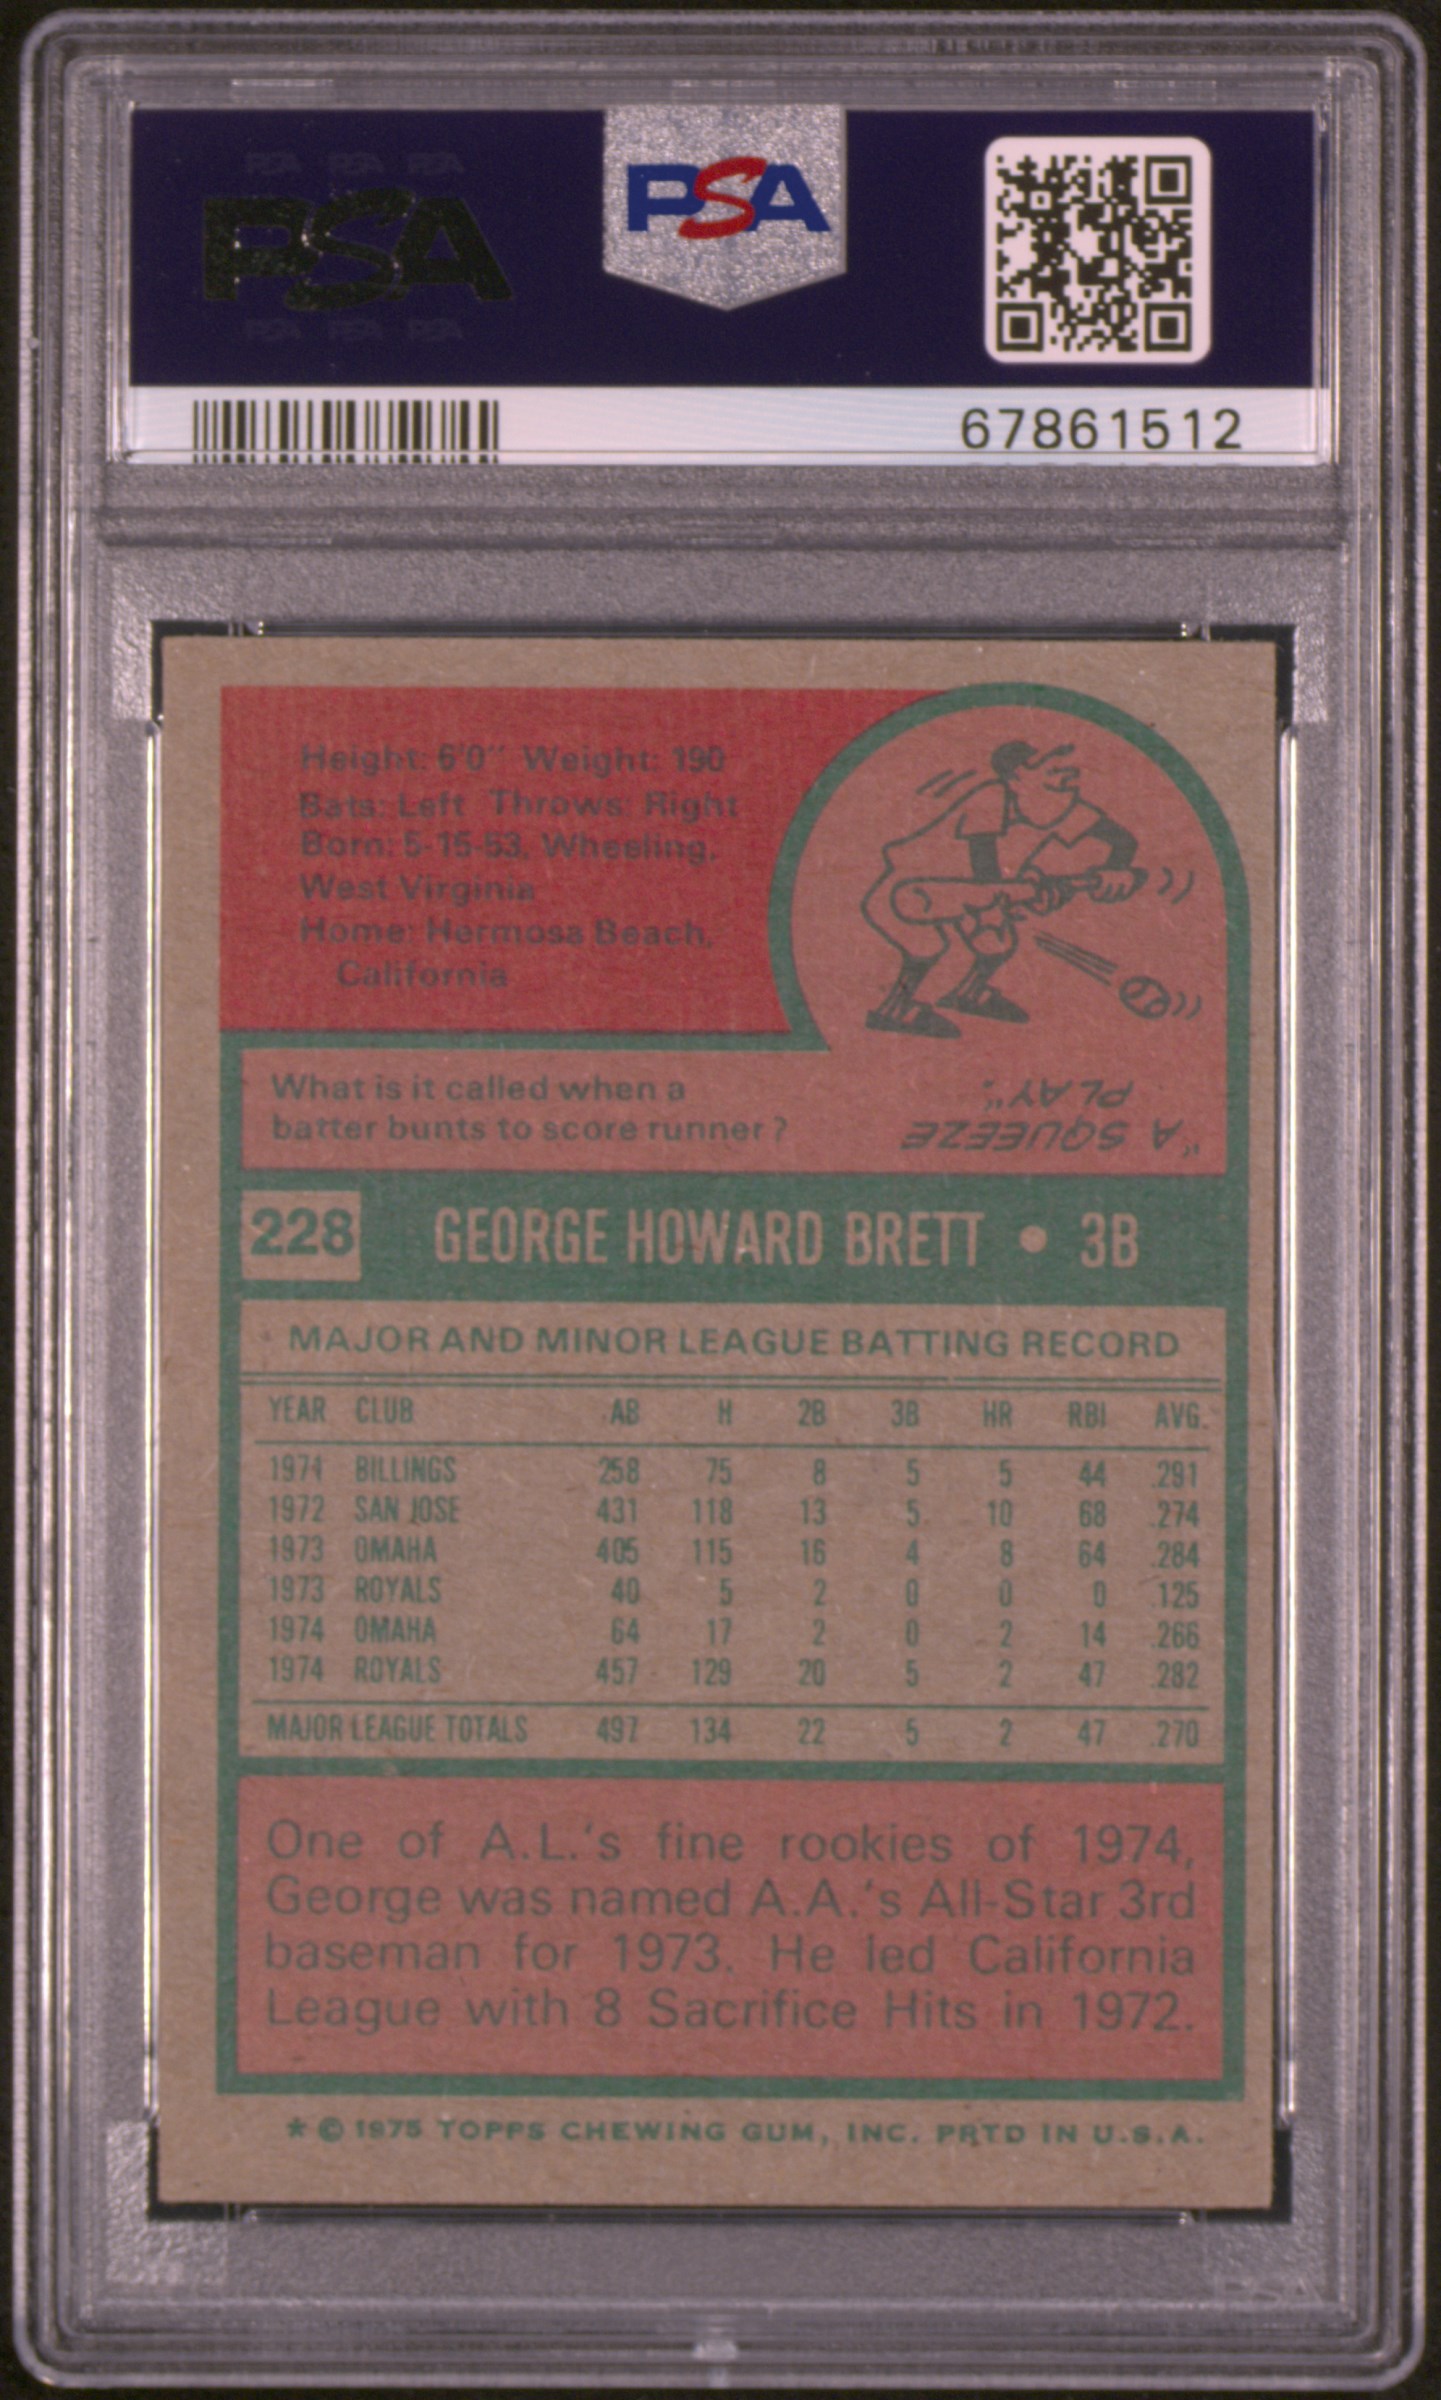 PSA PSA PSA
PSA
PSA PSA PSA
PSA
67861512
Height: 6'0" Weight: 190
Bats: Left Throws: Right
Born: 5-15-53, Wheeling,
West Virginia
Home: Hermosa Beach,
California
What is it called when a
batter bunts to score runner?
"A SQUEEZE
PLAY".
228 GEORGE HOWARD BRETT • 3B
MAJOR AND MINOR LEAGUE BATTING RECORD
YEAR CLUB AB H 2B 3B HR RBI AVG.
1971 BILLINGS 258 75 8 5 5 44 .291
1972 SAN JOSE 431 118 13 5 10 68 .274
1973 OMAHA 405 115 16 4 8 64 .284
1973 ROYALS 40 5 2 0 0 0 .125
1974 OMAHA 64 17 2 0 2 14 .266
1974 ROYALS 457 129 20 5 2 47 .282
MAJOR LEAGUE TOTALS 497 134 22 5 2 47 .270
One of A.L.'s fine rookies of 1974,
George was named A.A.'s All-Star 3rd
baseman for 1973. He led California
League with 8 Sacrifice Hits in 1972.
* © 1975 TOPPS CHEWING GUM, INC. PRTD IN U.S.A.